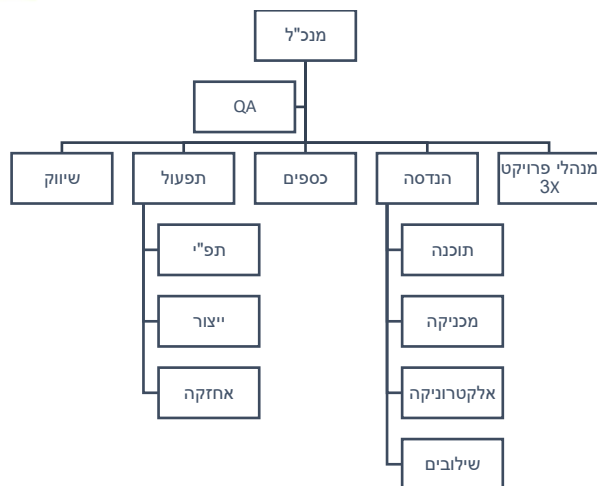 מנכ"ל
QA
מנהלי פרויקט
3X
הנדסה
כספים
תפעול
שיווק
תוכנה
מכניקה
אלקטרוניקה
שילובים
תפ"י
ייצור
אחזקה